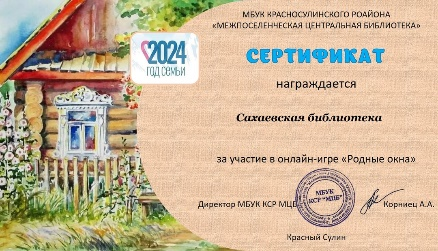 МБУК КРАСНОСУЛИНСКОГО РОАЙОНА
«МЕЖПОСЕЛЕНЧЕСКАЯ ЦЕНТРАЛЬНАЯ БИБЛИОТЕКА»
2024
ГОД СЕМЬИ
СЕРТИФИКАТ
награждается
Сахаевская библиотека
за участие в онлайн-игре «Родные окна»
МБУК
КСР "МЦБ"
Директор МБУК КСР МЦБ
Корниец А.А.
Красный Сулин